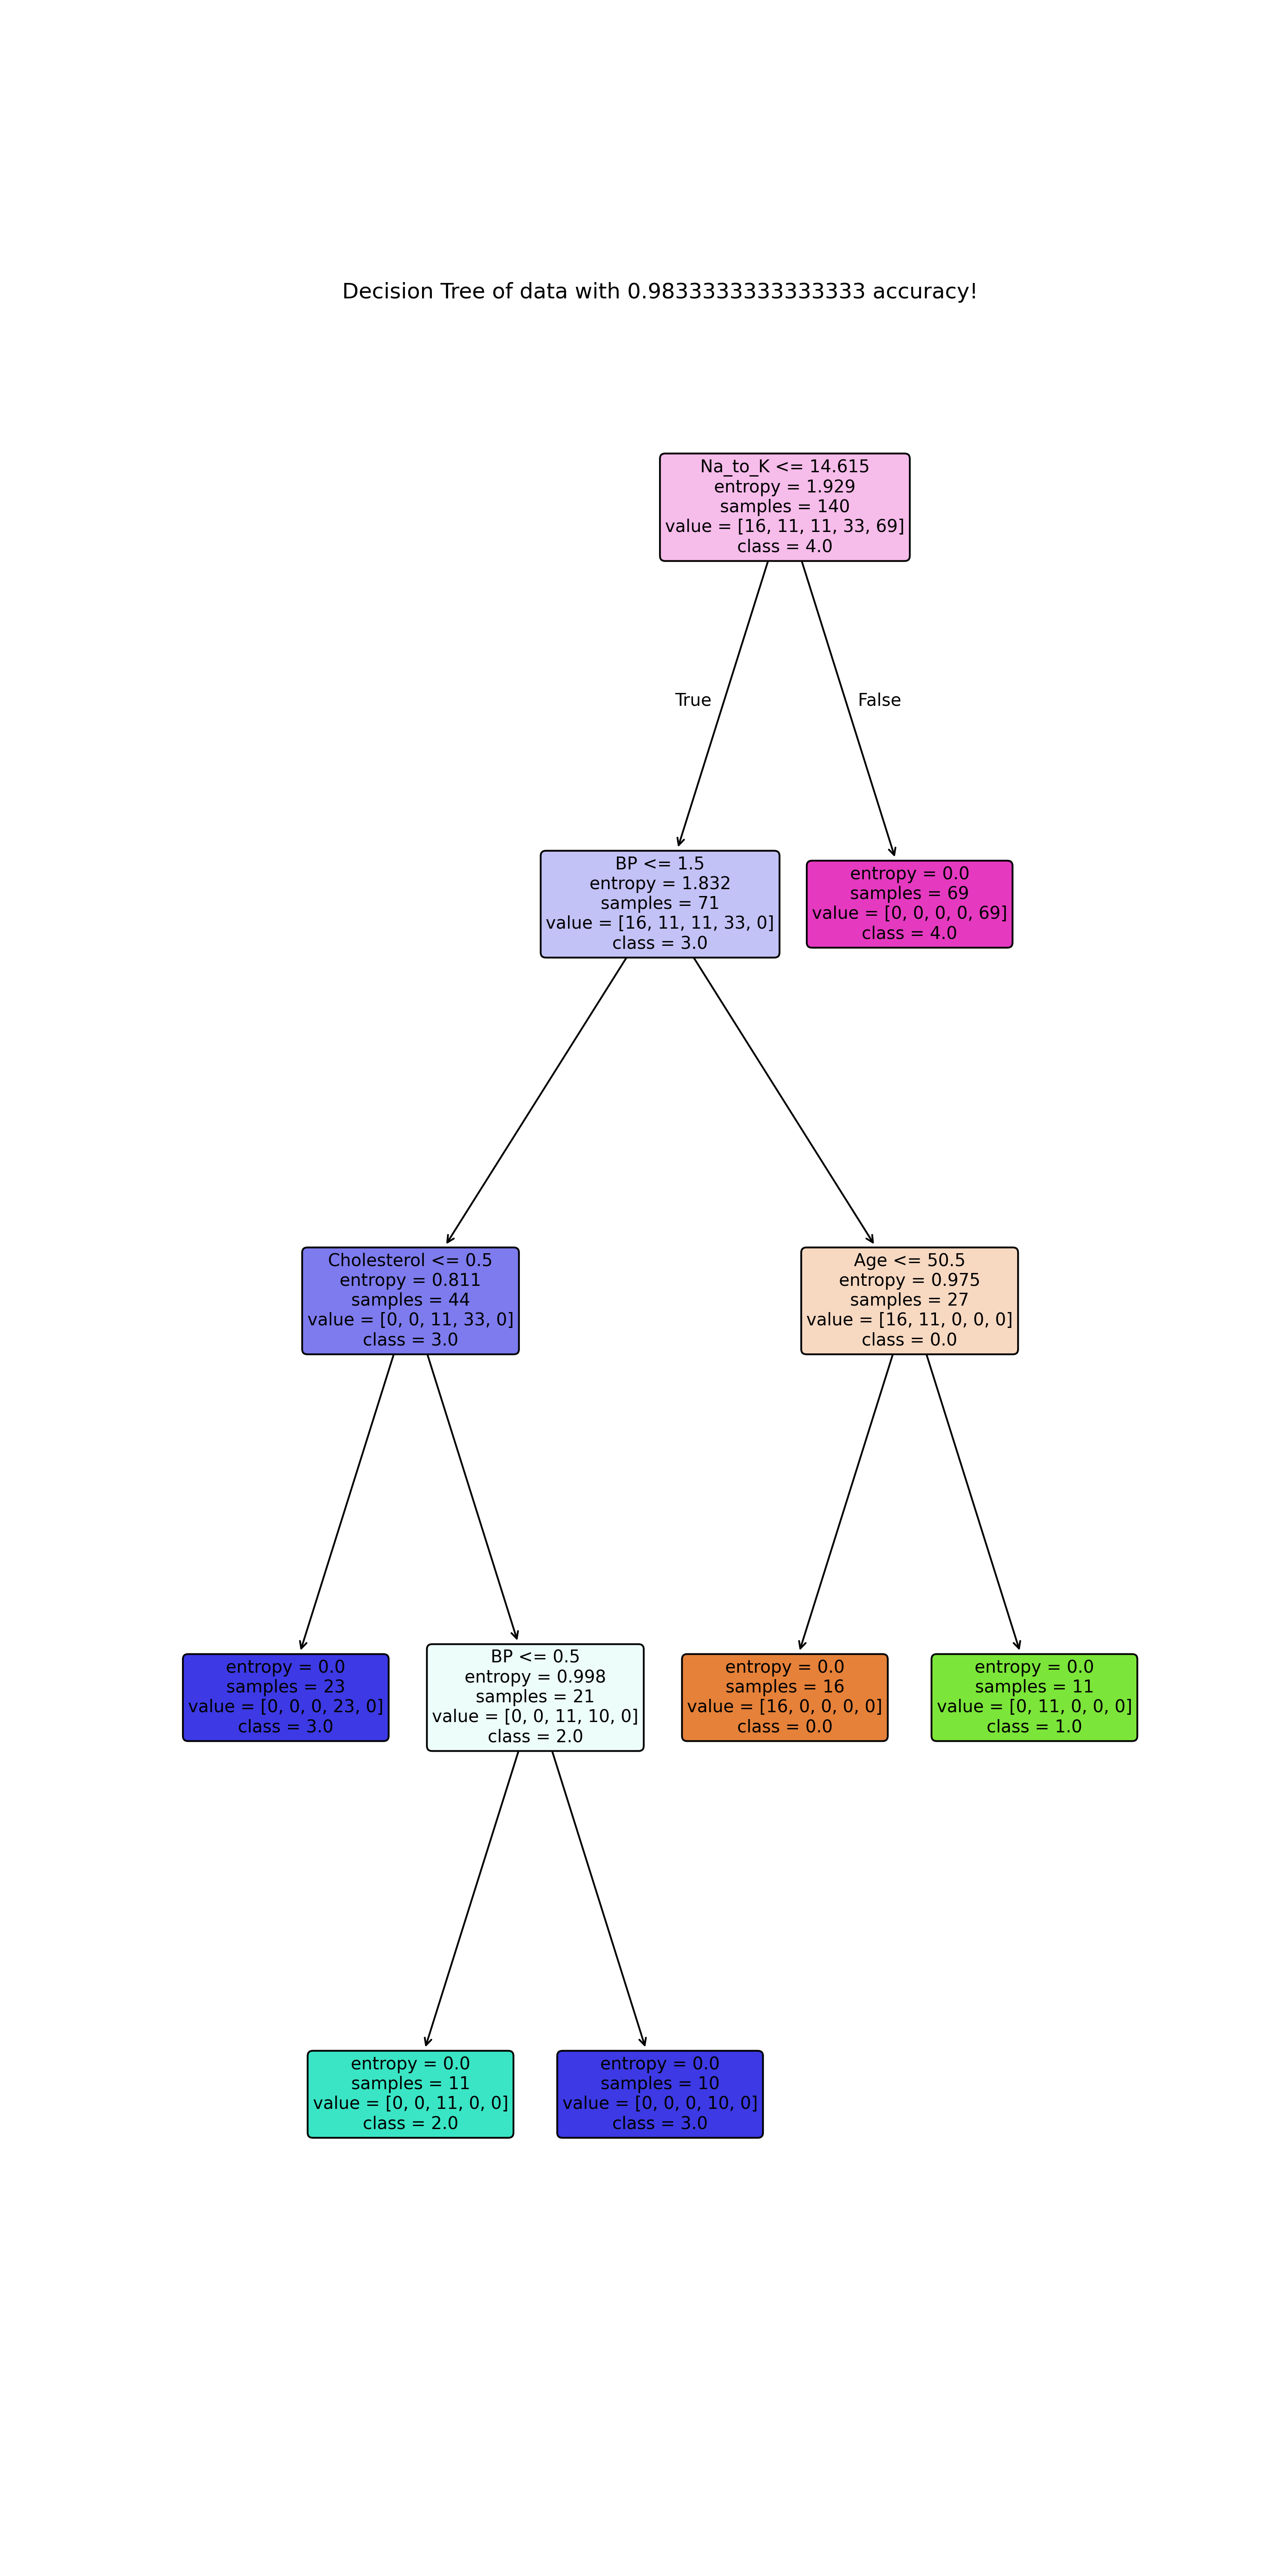 Decision Tree of data with 0.9833333333333333 accuracy!
Na_to_K <= 14.615
entropy = 1.929
samples = 140
value = [16, 11, 11, 33, 69]
class = 4.0
True
False
BP <= 1.5
entropy = 1.832
samples = 71
value = [16, 11, 11, 33, 0]
class = 3.0
entropy = 0.0
samples = 69
value = [0, 0, 0, 0, 69]
class = 4.0
Cholesterol <= 0.5
entropy = 0.811
samples = 44
value = [0, 0, 11, 33, 0]
class = 3.0
Age <= 50.5
entropy = 0.975
samples = 27
value = [16, 11, 0, 0, 0]
class = 0.0
entropy = 0.0
samples = 23
value = [0, 0, 0, 23, 0]
class = 3.0
BP <= 0.5
entropy = 0.998
samples = 21
value = [0, 0, 11, 10, 0]
class = 2.0
entropy = 0.0
samples = 16
value = [16, 0, 0, 0, 0]
class = 0.0
entropy = 0.0
samples = 11
value = [0, 11, 0, 0, 0]
class = 1.0
entropy = 0.0
samples = 11
value = [0, 0, 11, 0, 0]
class = 2.0
entropy = 0.0
samples = 10
value = [0, 0, 0, 10, 0]
class = 3.0